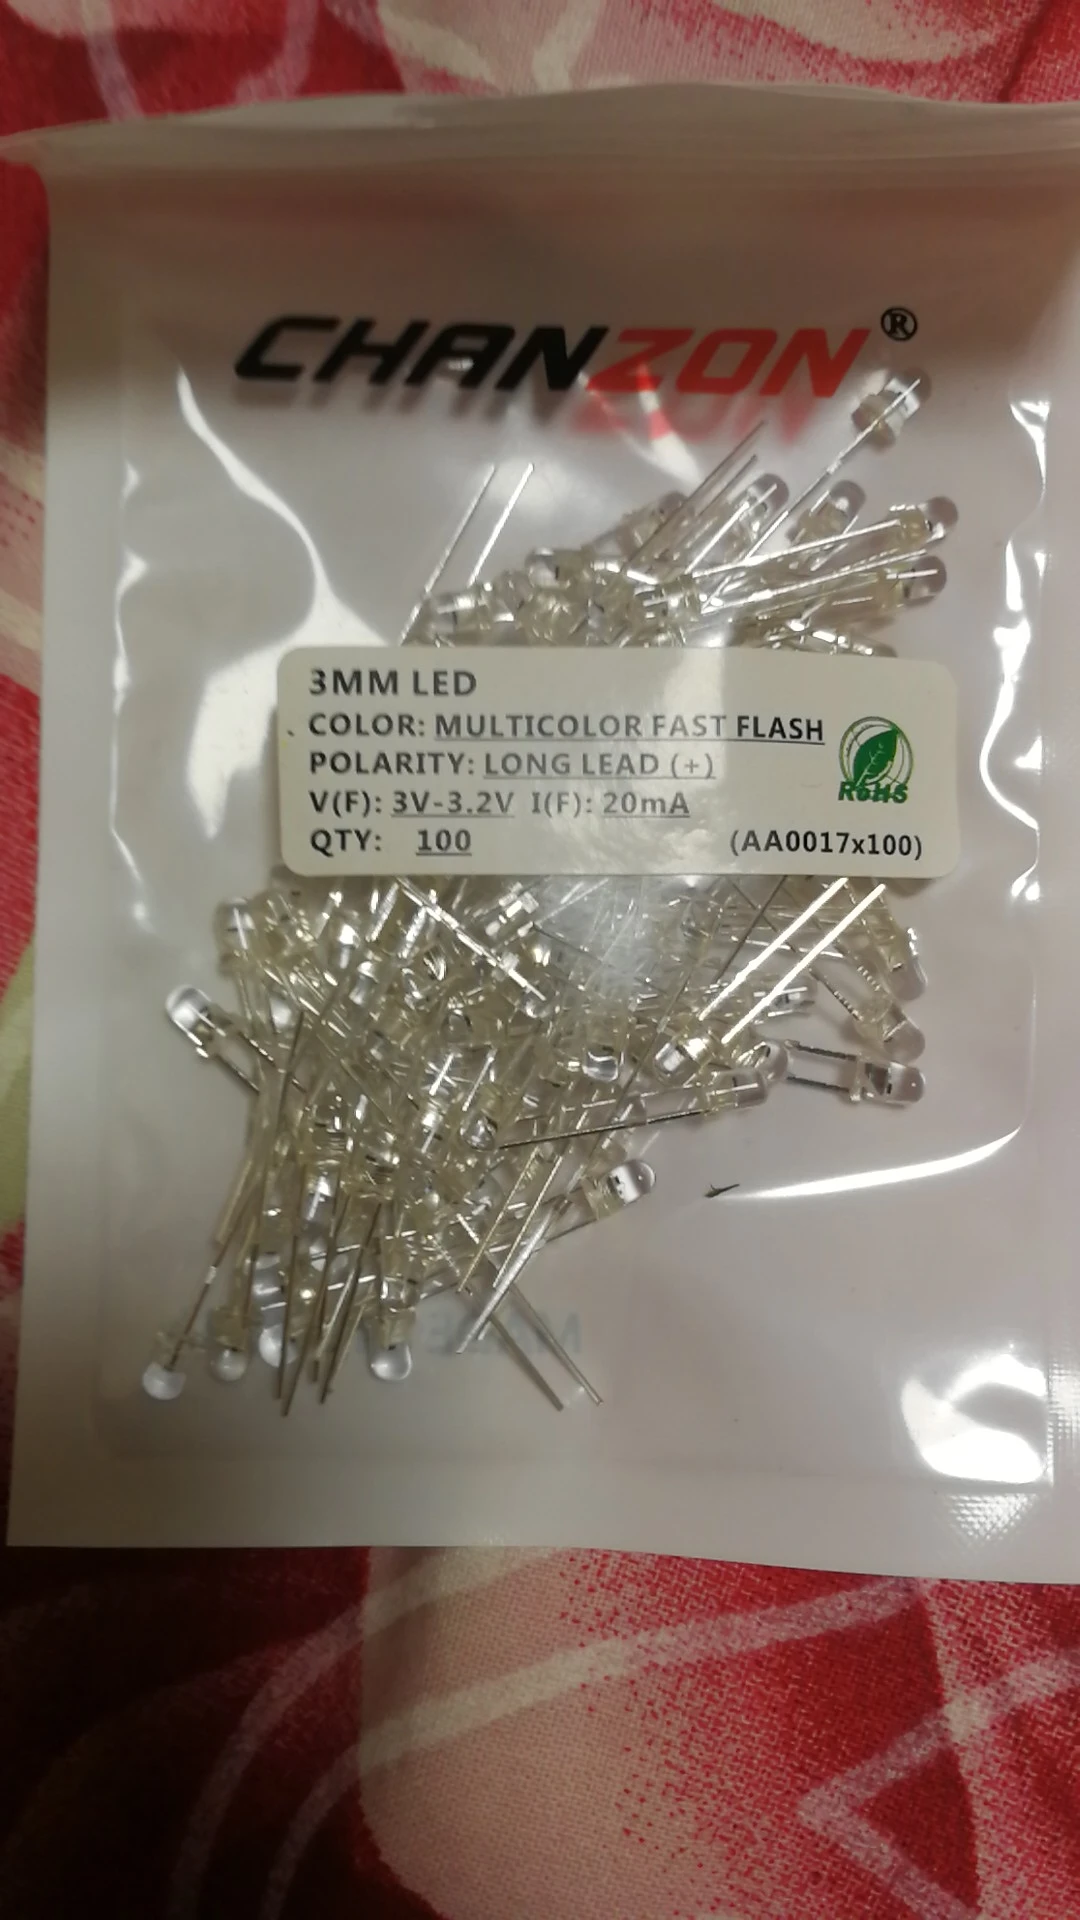 CHANZON®
3MM LED
COLOR: MULTICOLOR FAST FLASH
POLARITY: LONG LEAD (+)
V(F): 3V-3.2V I(F): 20mA
QTY: 100
(AA0017x100)
RoHS